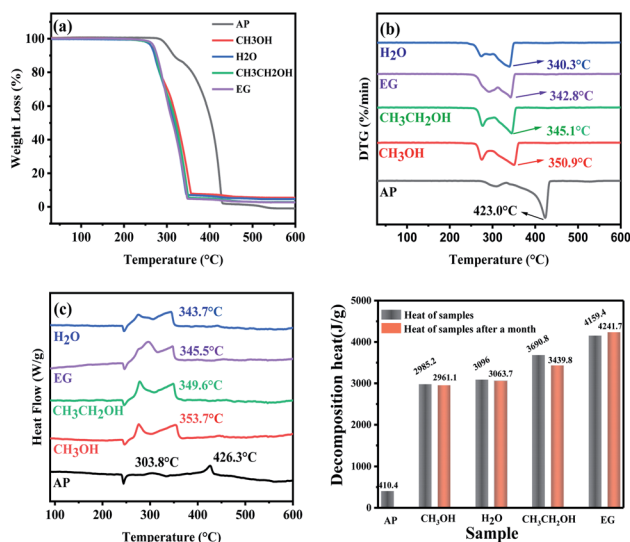 (a)
AP
CH3OH
H2O
CH3CH2OH
EG
Weight Loss (%)
100
80
60
40
20
0
100 200 300 400 500 600
Temperature (°C)
(b)
H2O
340.3°C
EG
342.8°C
CH3CH2OH
345.1°C
CH3OH
350.9°C
AP
423.0°C
DTG (%/min)
100 200 300 400 500 600
Temperature (°C)
(c)
343.7°C
H2O
345.5°C
EG
349.6°C
CH3CH2OH
353.7°C
CH3OH
303.8°C
426.3°C
AP
Heat Flow (W/g)
100 200 300 400 500 600
Temperature (°C)
Heat of samples
Heat of samples after a month
Decomposition heat(J/g)
5000
4000
3000
2000
1000
0
410.4
2985.2
2961.1
3096
3063.7
3690.8
3439.8
4159.4
4241.7
AP CH₃OH H₂O CH₃CH₂OH EG
Sample